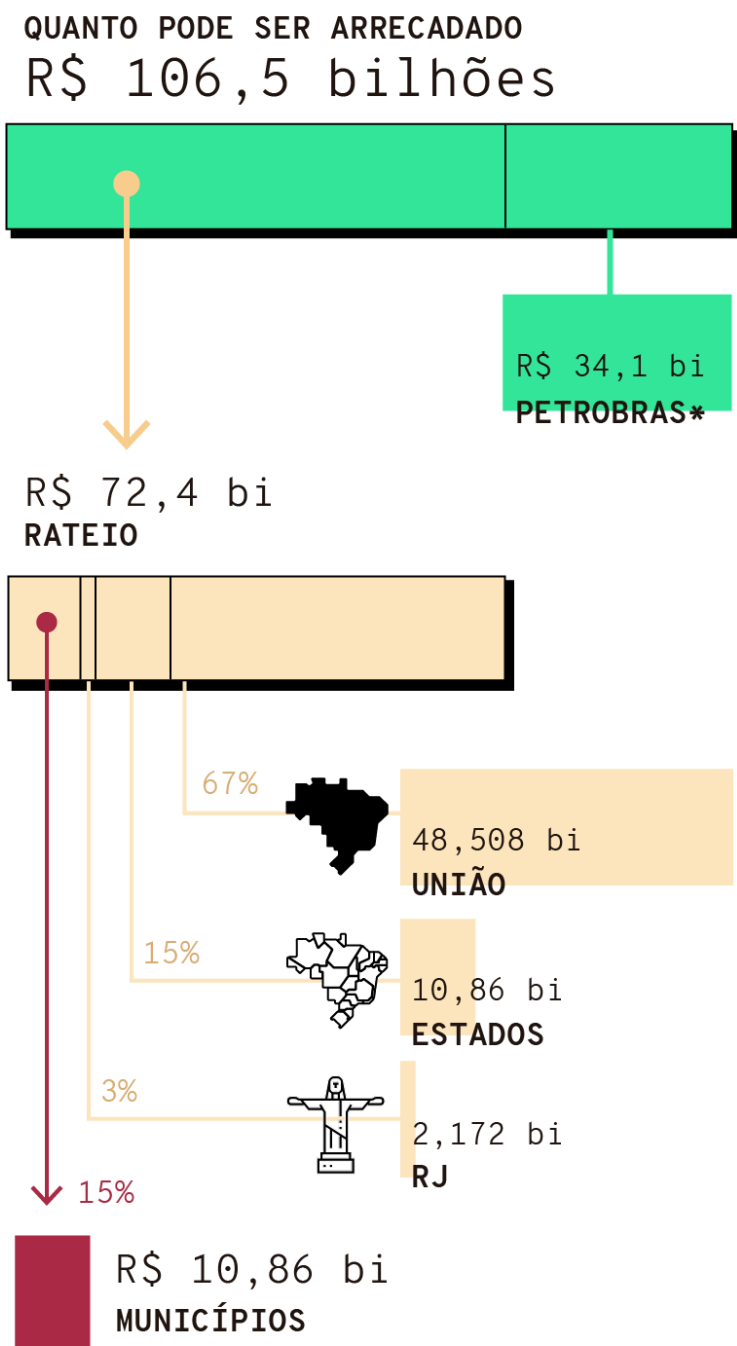 QUANTO PODE SER ARRECADADO
R$ 106,5 bilhões
R$ 34,1 bi
PETROBRAS*
R$ 72,4 bi
RATEIO
67%
48,508 bi
UNIÃO
15%
10,86 bi
ESTADOS
3%
2,172 bi
RJ
15%
R$ 10,86 bi
MUNICÍPIOS